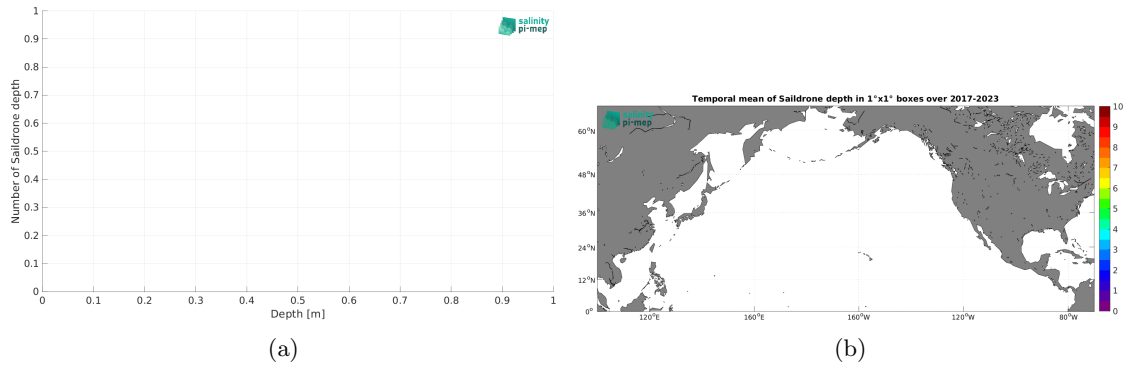 1
0.9
0.8
0.7
0.6
0.5
0.4
0.3
0.2
0.1
0
Number of Saildrone depth
0 0.1 0.2 0.3 0.4 0.5 0.6 0.7 0.8 0.9 1
Depth [m]
salinity
pi-mep
(a)
Temporal mean of Saildrone depth in 1°x1° boxes over 2017-2023
salinity
pi-mep
60°N
48°N
36°N
24°N
12°N
0°
120°E 160°E 160°W 120°W 80°W
10
9
8
7
6
5
4
3
2
1
0
(b)